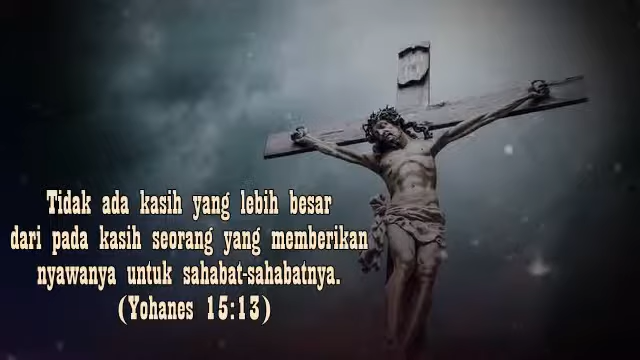 Tidak ada kasih yang lebih besar
dari pada kasih seorang yang memberikan
nyawanya untuk sahabat-sahabatnya.
(Yohanes 15:13)